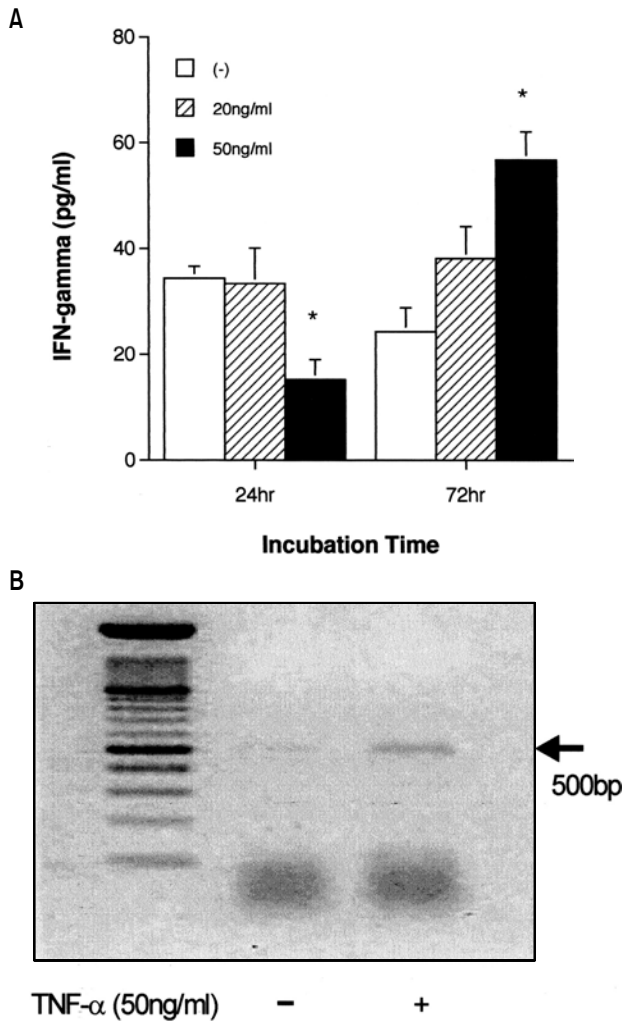 A
80
60
40
20
0
IFN-gamma (pg/ml)
(-)
20ng/ml
50ng/ml
*
*
24hr 72hr
Incubation Time
B
500bp
TNF-α (50ng/ml) − +